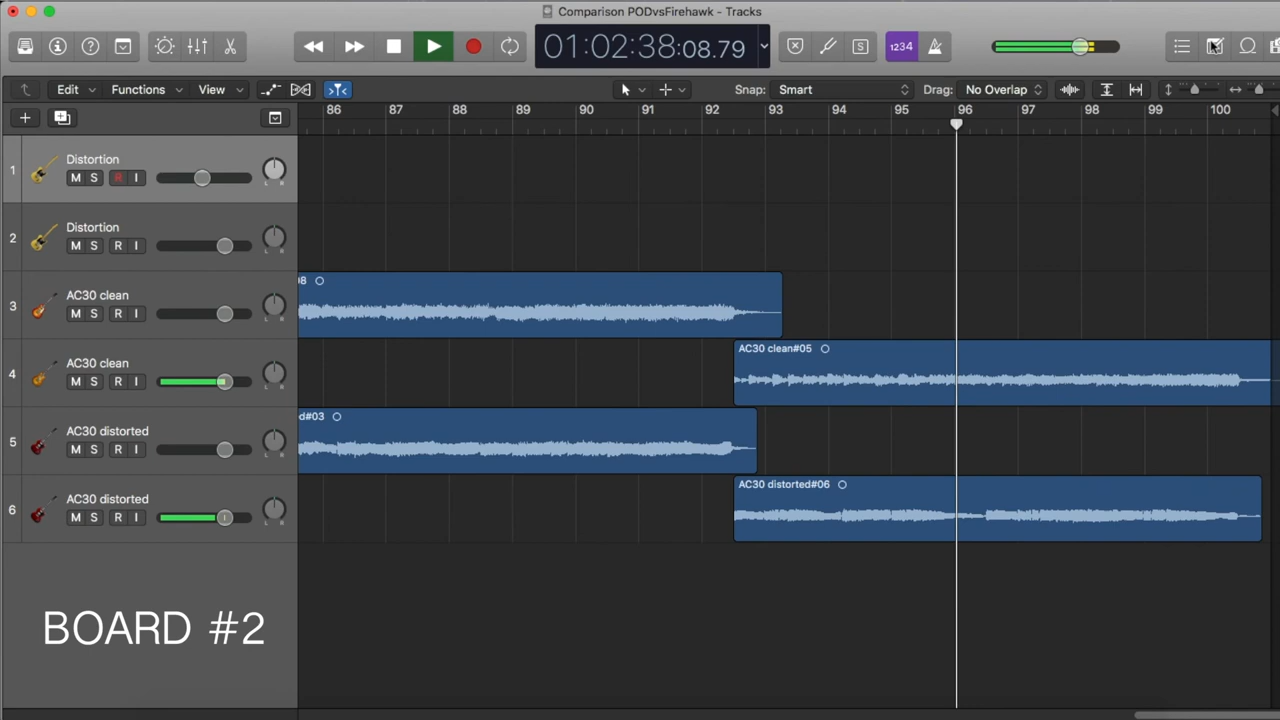 Comparison PODvsFirehawk - Tracks
01:02:38:08.79
S
1234
Edit Functions View Snap: Smart Drag: No Overlap
86 87 88 89 90 91 92 93 94 95 96 97 98 99 100
1 Distortion
M S R I L R
2 Distortion
M S R I L R
3 AC30 clean
M S R I L R
4 AC30 clean
M S R I L R
5 AC30 distorted
M S R I L R
6 AC30 distorted
M S R I L R
AC30 clean#05
d#03
AC30 distorted#06
BOARD #2